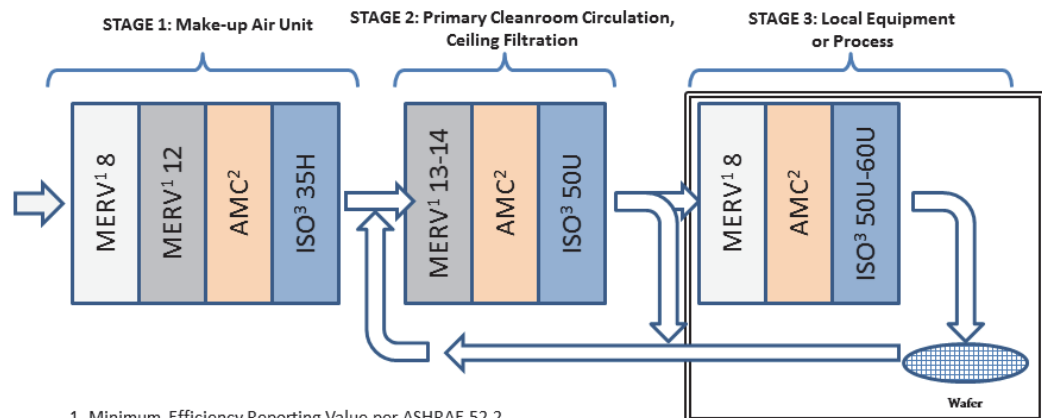 STAGE 1: Make-up Air Unit
STAGE 2: Primary Cleanroom Circulation,
Ceiling Filtration
STAGE 3: Local Equipment
or Process
MERV¹ 8
MERV¹ 12
AMC²
ISO³ 35H
MERV¹ 13-14
AMC²
ISO³ 50U
MERV¹ 8
AMC²
ISO³ 50U-60U
Wafer
1. Minimum Efficiency Reporting Value per ASHRAE 52.2